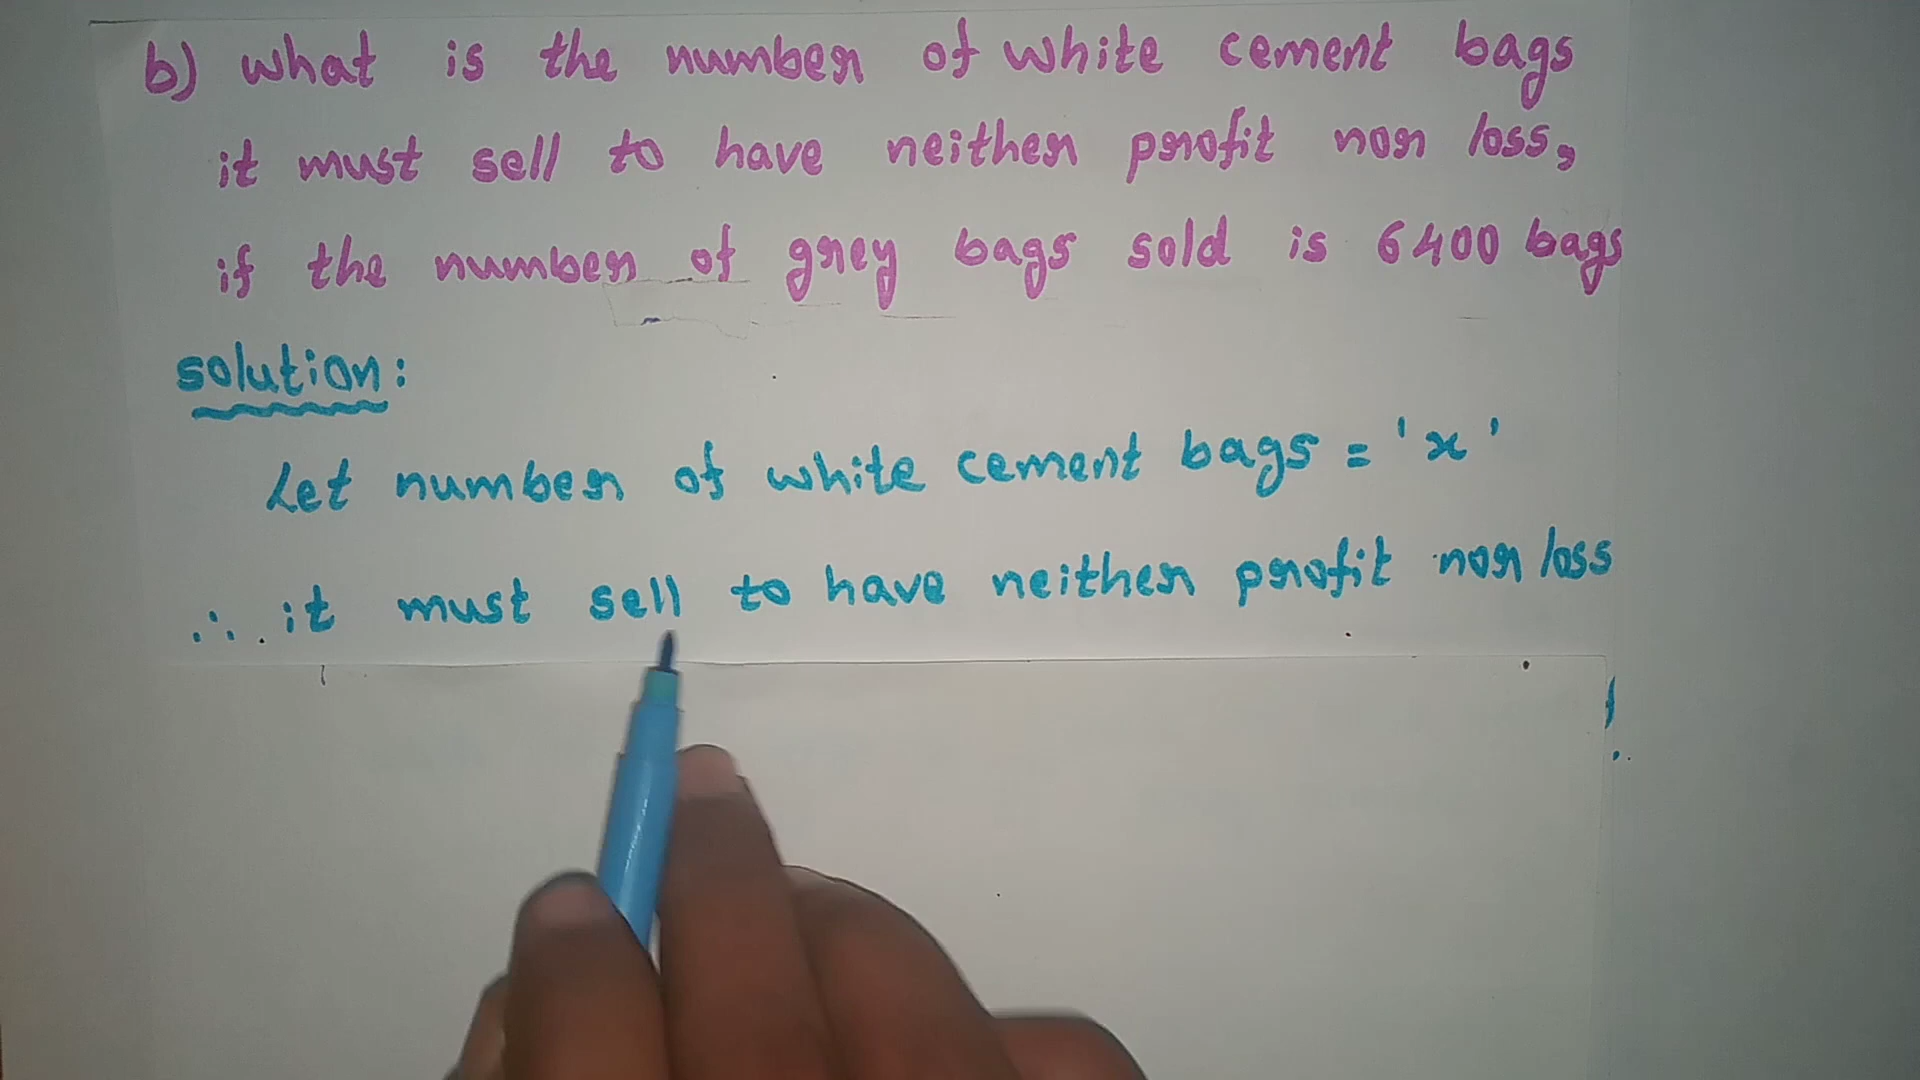 b) what is the number of white cement bags
it must sell to have neither profit nor loss,
if the number of grey bags sold is 6400 bags
solution:
Let number of white cement bags = 'x'
∴ it must sell to have neither profit nor loss